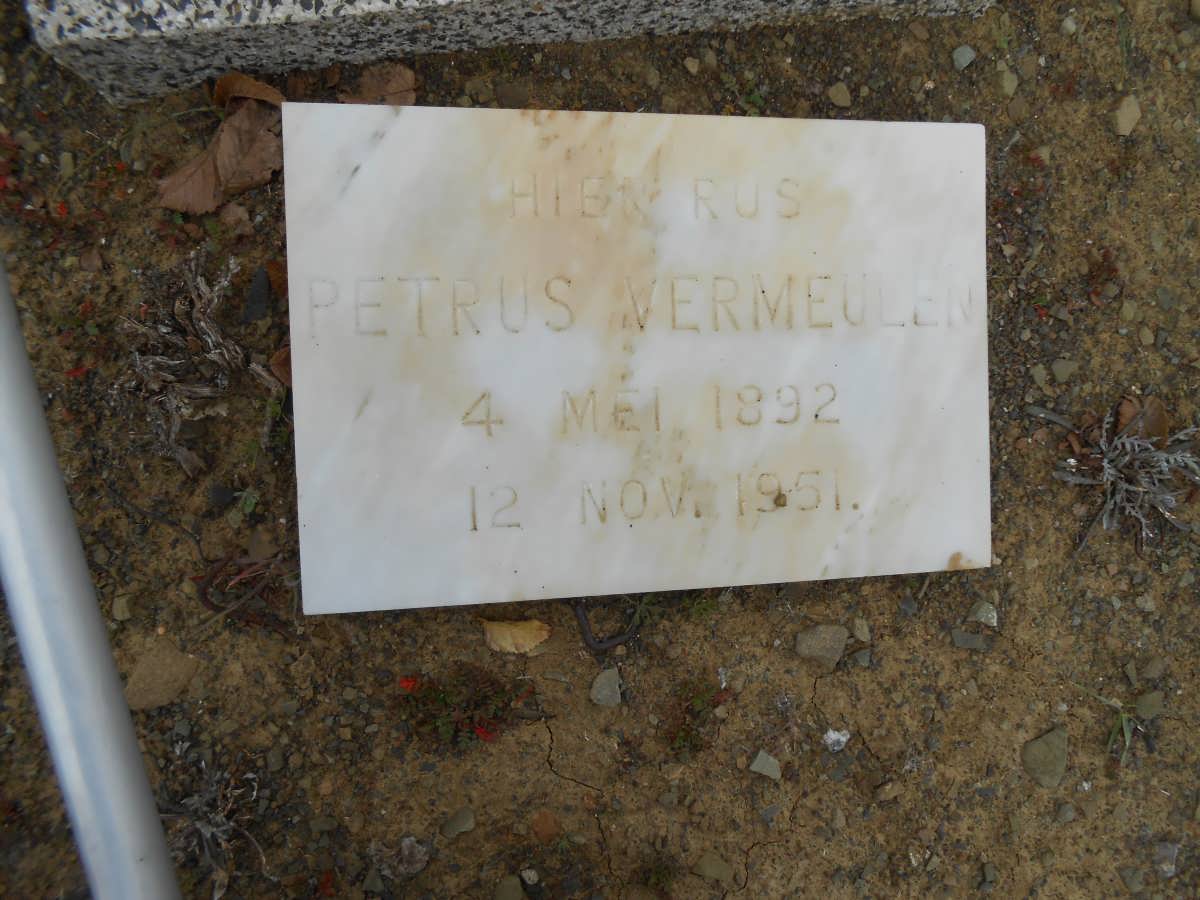 HIER RUS
PETRUS VERMEULEN
4 MEI 1892
12 NOV. 1951.